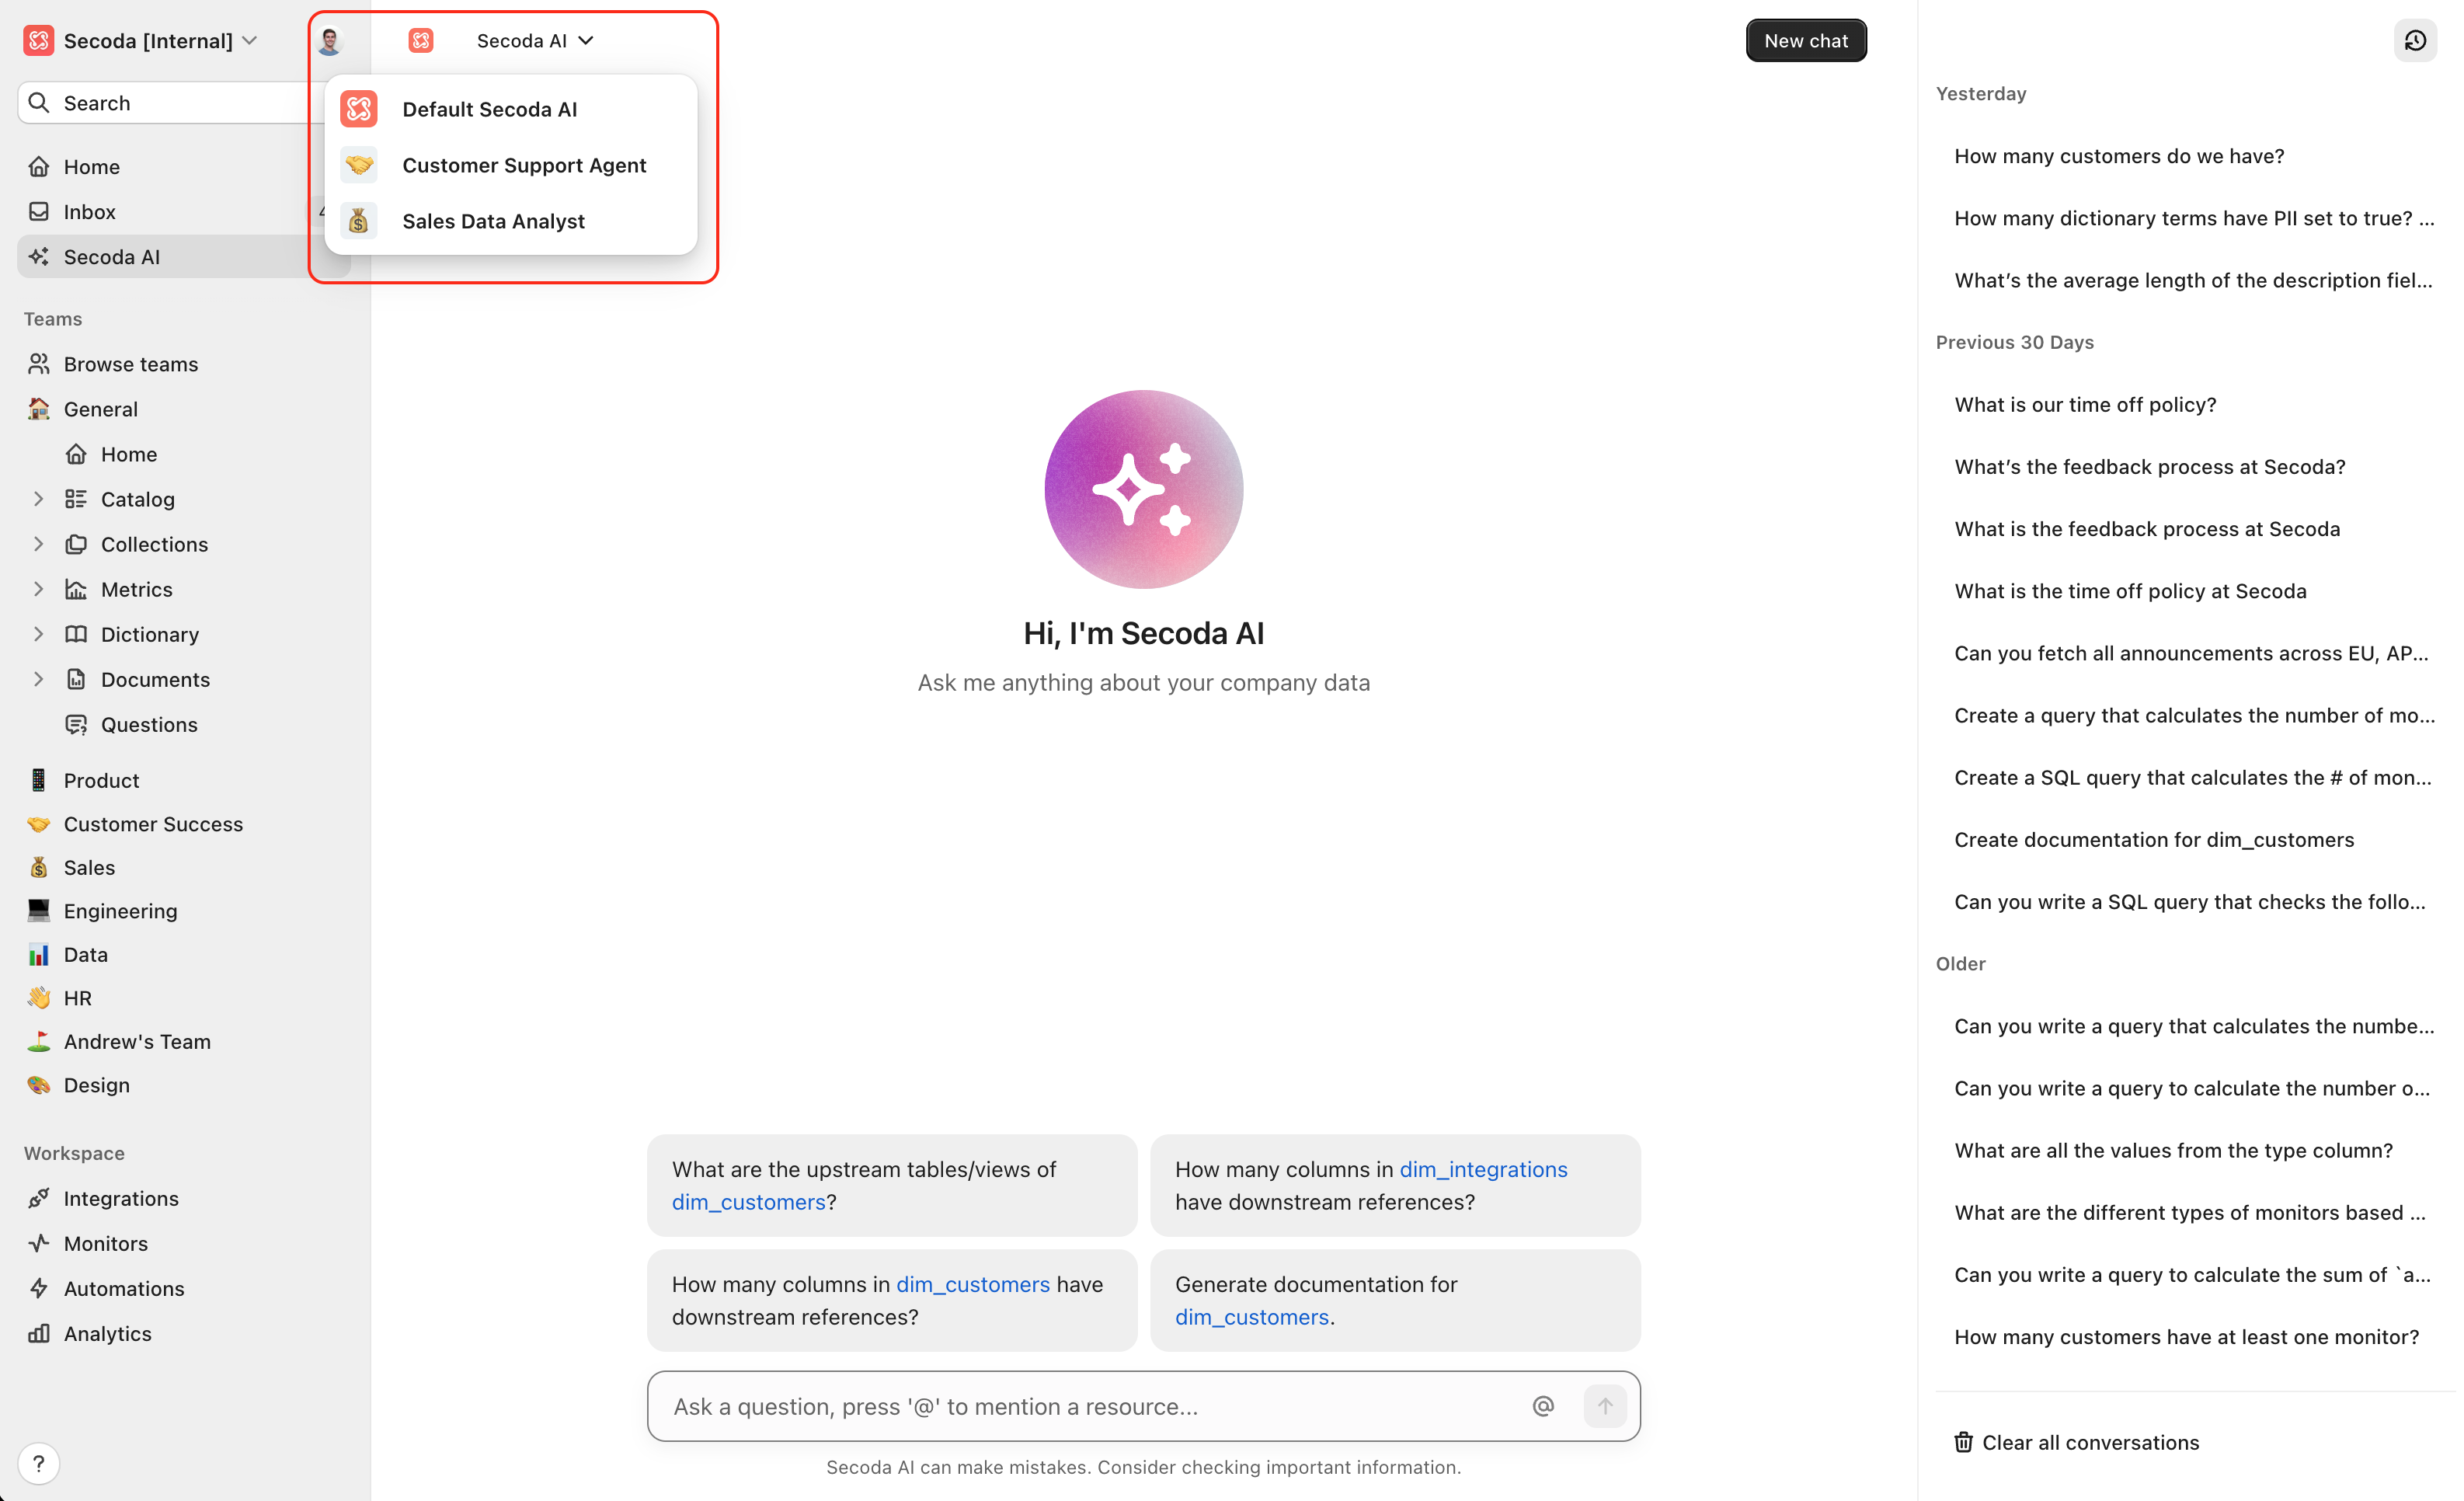 Secoda [Internal]
Search
Home
Inbox
4
Secoda AI
Teams
Browse teams
General
Home
Catalog
Collections
Metrics
Dictionary
Documents
Questions
Product
Customer Success
Sales
Engineering
Data
HR
Andrew's Team
Design
Workspace
Integrations
Monitors
Automations
Analytics
?
Secoda AI
Default Secoda AI
Customer Support Agent
Sales Data Analyst
New chat
Hi, I'm Secoda AI
Ask me anything about your company data
What are the upstream tables/views of
dim_customers?
How many columns in dim_integrations
have downstream references?
How many columns in dim_customers have
downstream references?
Generate documentation for
dim_customers.
Ask a question, press '@' to mention a resource...
@
Secoda AI can make mistakes. Consider checking important information.
Yesterday
How many customers do we have?
How many dictionary terms have PII set to true? ...
What’s the average length of the description fiel...
Previous 30 Days
What is our time off policy?
What’s the feedback process at Secoda?
What is the feedback process at Secoda
What is the time off policy at Secoda
Can you fetch all announcements across EU, AP...
Create a query that calculates the number of mo...
Create a SQL query that calculates the # of mon...
Create documentation for dim_customers
Can you write a SQL query that checks the follo...
Older
Can you write a query that calculates the numbe...
Can you write a query to calculate the number o...
What are all the values from the type column?
What are the different types of monitors based ...
Can you write a query to calculate the sum of `a...
How many customers have at least one monitor?
Clear all conversations